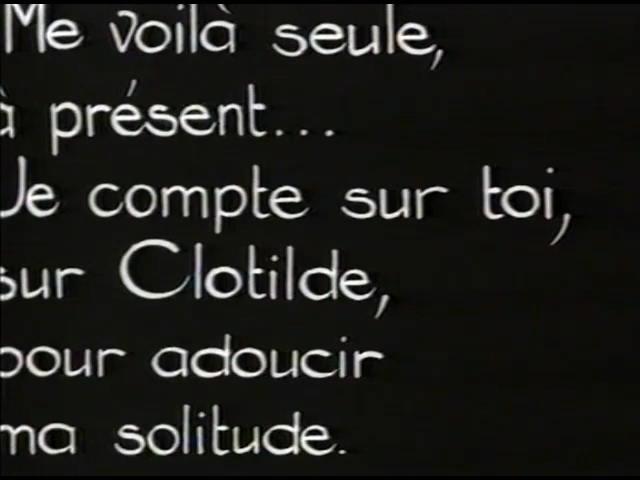 Me voilà seule,
à présent...
Je compte sur toi,
sur Clotilde,
pour adoucir
ma solitude.